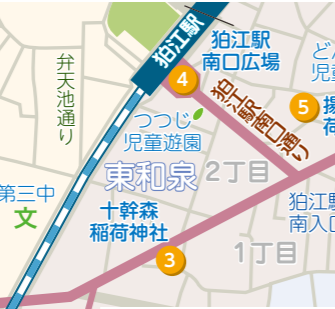 狛江駅
狛江駅
南口広場
4
弁天池通り
狛江駅南口通り
5
つつじ
児童遊園
東和泉
2丁目
第三中
文
十幹森
稲荷神社
3
1丁目
狛江駅
南入口